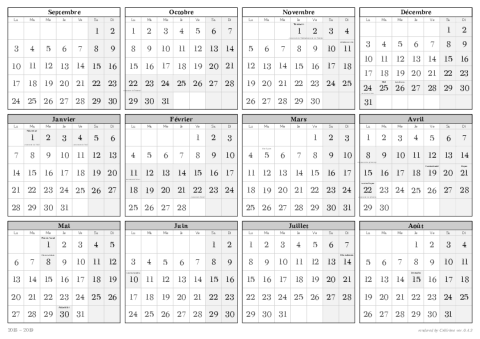 Septembre
Lu Ma Me Je Ve Sa Di
1 2
3 4 5 6 7 8 9
10 11 12 13 14 15 16
17 18 19 20 21 22 23
24 25 26 27 28 29 30
Octobre
Lu Ma Me Je Ve Sa Di
1 2 3 4 5 6 7
8 9 10 11 12 13 14
15 16 17 18 19 20 21
22 23 24 25 26 27 28
29 30 31
Novembre
Lu Ma Me Je Ve Sa Di
1 2 3 4
5 6 7 8 9 10 11
12 13 14 15 16 17 18
19 20 21 22 23 24 25
26 27 28 29 30
Décembre
Lu Ma Me Je Ve Sa Di
1 2
3 4 5 6 7 8 9
10 11 12 13 14 15 16
17 18 19 20 21 22 23
24 25 26 27 28 29 30
31
Janvier
Lu Ma Me Je Ve Sa Di
1 2 3 4 5 6
7 8 9 10 11 12 13
14 15 16 17 18 19 20
21 22 23 24 25 26 27
28 29 30 31
Février
Lu Ma Me Je Ve Sa Di
1 2 3
4 5 6 7 8 9 10
11 12 13 14 15 16 17
18 19 20 21 22 23 24
25 26 27 28
Mars
Lu Ma Me Je Ve Sa Di
1 2 3
4 5 6 7 8 9 10
11 12 13 14 15 16 17
18 19 20 21 22 23 24
25 26 27 28 29 30 31
Avril
Lu Ma Me Je Ve Sa Di
1 2 3 4 5 6 7
8 9 10 11 12 13 14
15 16 17 18 19 20 21
22 23 24 25 26 27 28
29 30
Mai
Lu Ma Me Je Ve Sa Di
1 2 3 4 5
6 7 8 9 10 11 12
13 14 15 16 17 18 19
20 21 22 23 24 25 26
27 28 29 30 31
Juin
Lu Ma Me Je Ve Sa Di
1 2
3 4 5 6 7 8 9
10 11 12 13 14 15 16
17 18 19 20 21 22 23
24 25 26 27 28 29 30
Juillet
Lu Ma Me Je Ve Sa Di
1 2 3 4 5 6 7
8 9 10 11 12 13 14
15 16 17 18 19 20 21
22 23 24 25 26 27 28
29 30 31
Août
Lu Ma Me Je Ve Sa Di
1 2 3 4
5 6 7 8 9 10 11
12 13 14 15 16 17 18
19 20 21 22 23 24 25
26 27 28 29 30 31
2018 - 2019